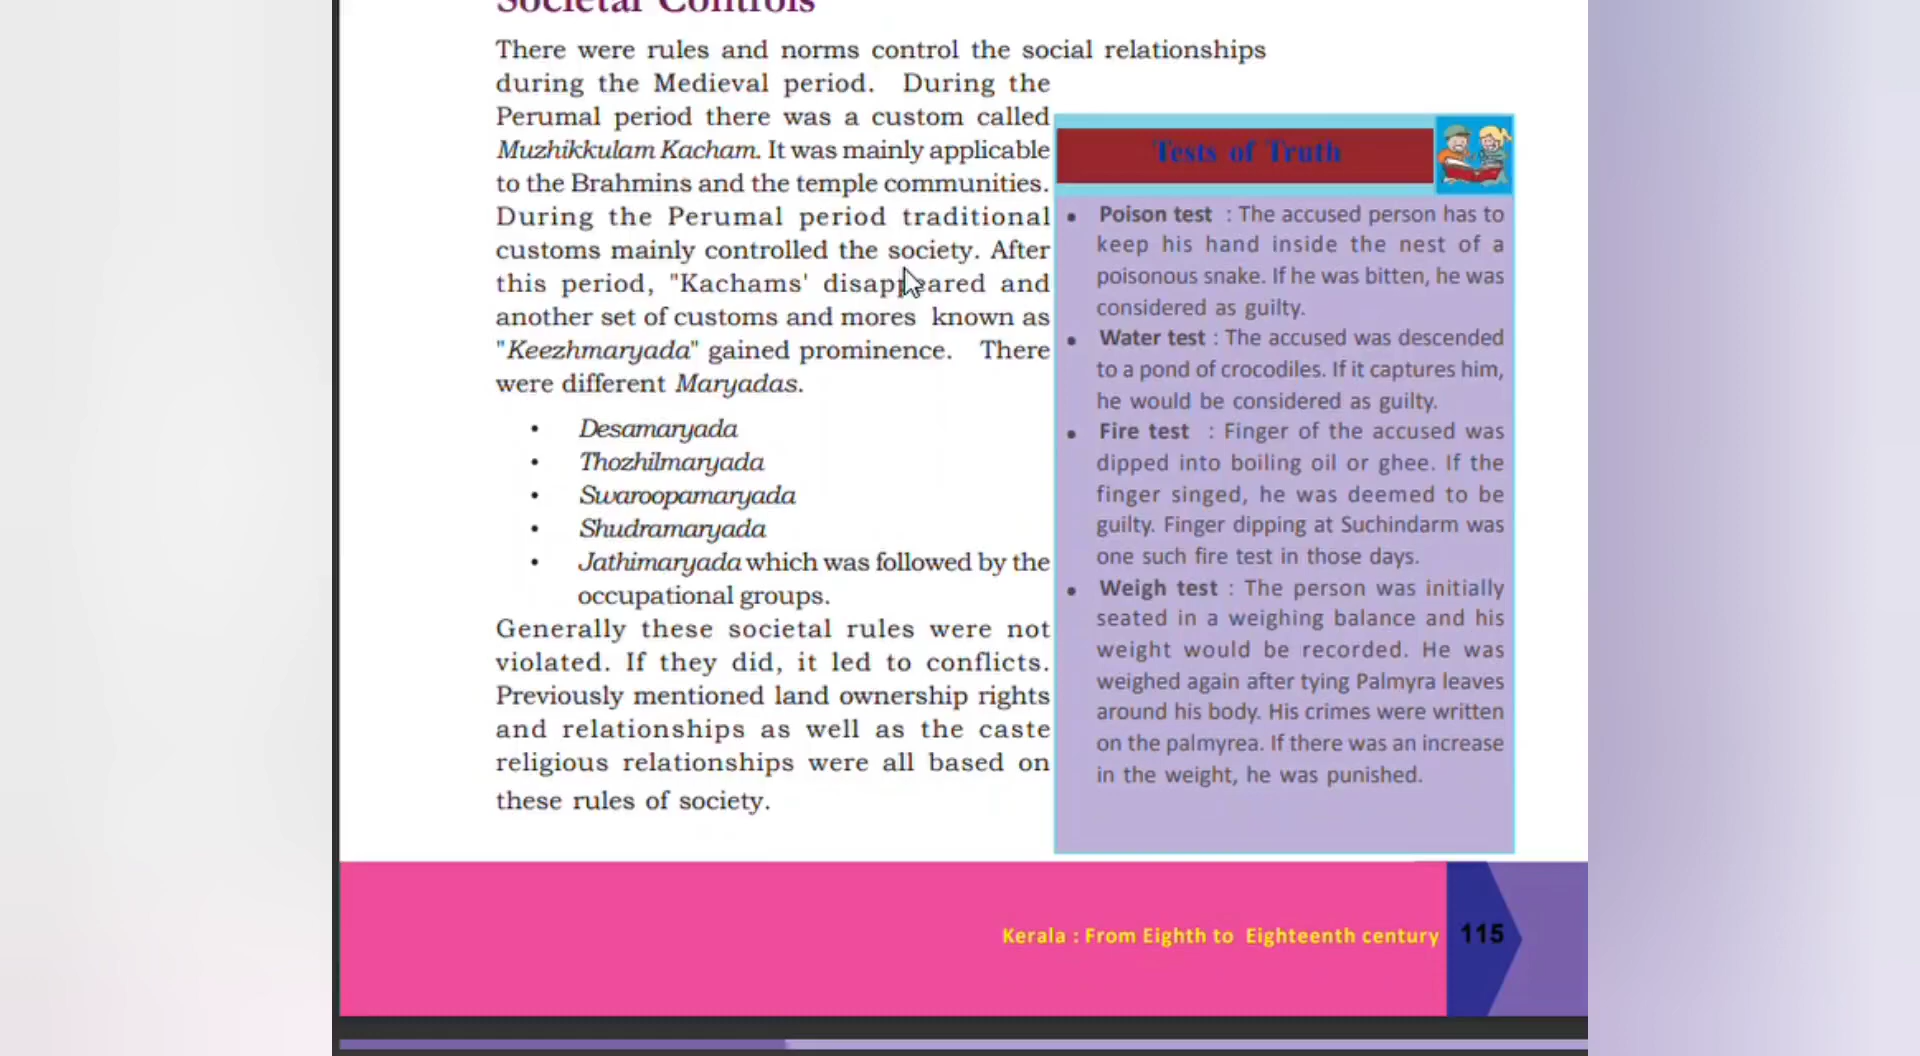 Societal Controls
There were rules and norms control the social relationships
during the Medieval period. During the
Perumal period there was a custom called
Muzhikkulam Kacham. It was mainly applicable
to the Brahmins and the temple communities.
During the Perumal period traditional
customs mainly controlled the society. After
this period, "Kachams' disappeared and
another set of customs and mores known as
"Keezhmaryada" gained prominence. There
were different Maryadas.
• Desamaryada
• Thozhilmaryada
• Swaroopamaryada
• Shudramaryada
• Jathimaryada which was followed by the
occupational groups.
Generally these societal rules were not
violated. If they did, it led to conflicts.
Previously mentioned land ownership rights
and relationships as well as the caste
religious relationships were all based on
these rules of society.
Tests of Truth
• Poison test : The accused person has to
keep his hand inside the nest of a
poisonous snake. If he was bitten, he was
considered as guilty.
• Water test : The accused was descended
to a pond of crocodiles. If it captures him,
he would be considered as guilty.
• Fire test : Finger of the accused was
dipped into boiling oil or ghee. If the
finger singed, he was deemed to be
guilty. Finger dipping at Suchindarm was
one such fire test in those days.
• Weigh test : The person was initially
seated in a weighing balance and his
weight would be recorded. He was
weighed again after tying Palmyra leaves
around his body. His crimes were written
on the palmyrea. If there was an increase
in the weight, he was punished.
Kerala : From Eighth to Eighteenth century 115